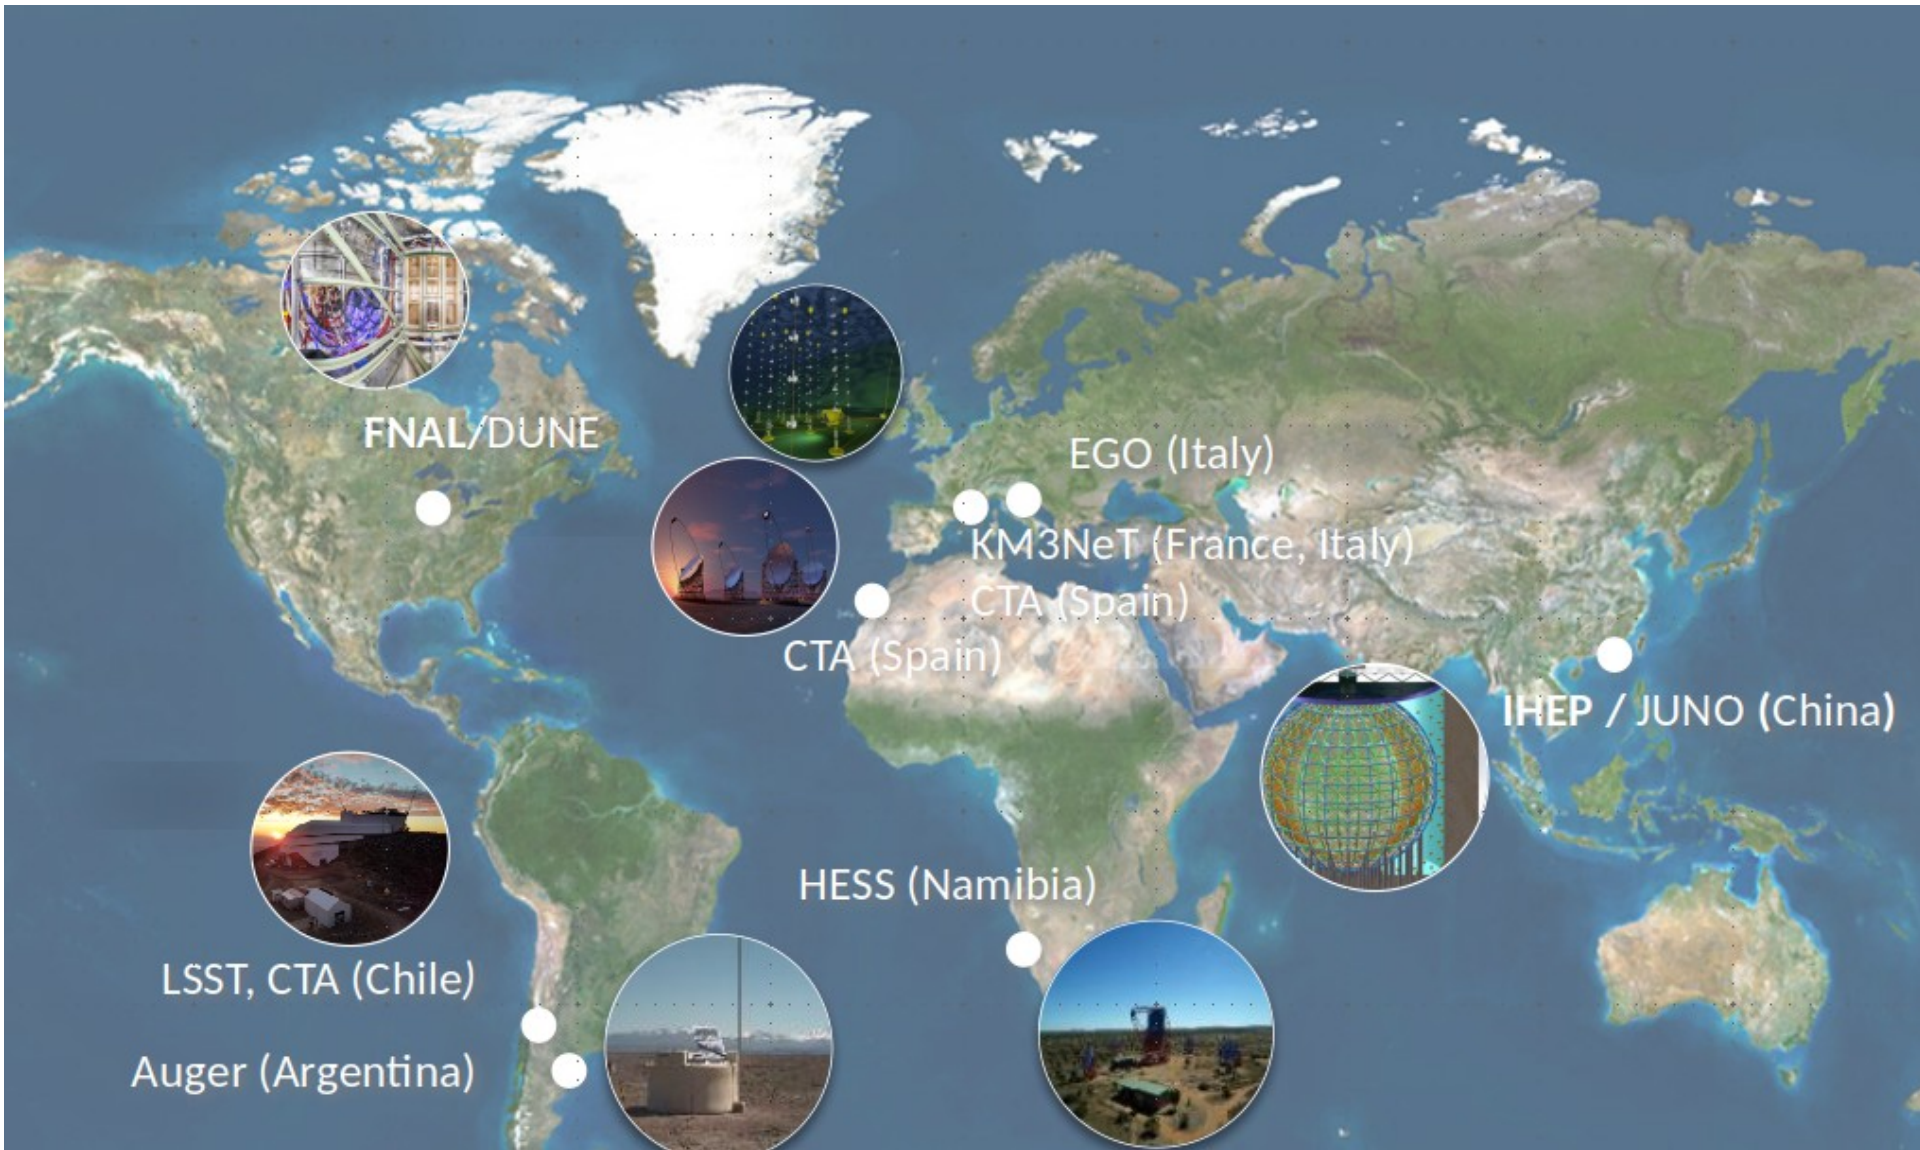 FNAL/DUNE
EGO (Italy)
KM3NeT (France, Italy)
CTA (Spain)
CTA (Spain)
IHEP / JUNO (China)
HESS (Namibia)
LSST, CTA (Chile)
Auger (Argentina)